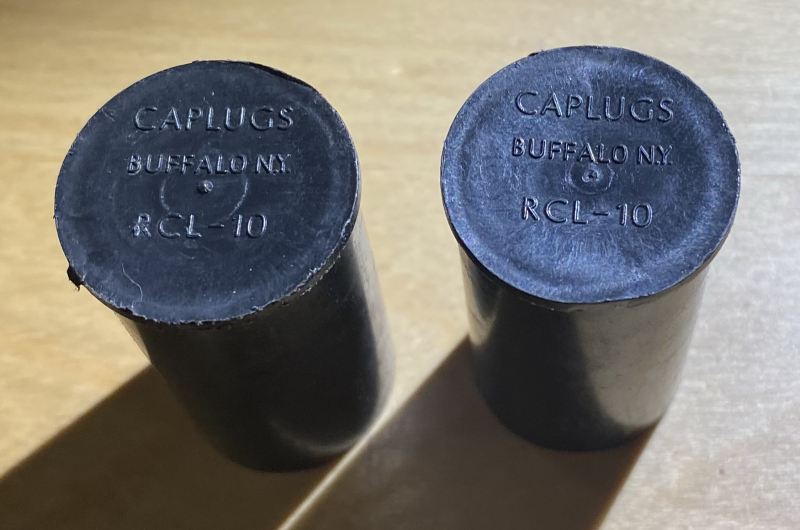 CAPLUGS
BUFFALO N.Y.
RCL-10
CAPLUGS
BUFFALO N.Y.
RCL-10